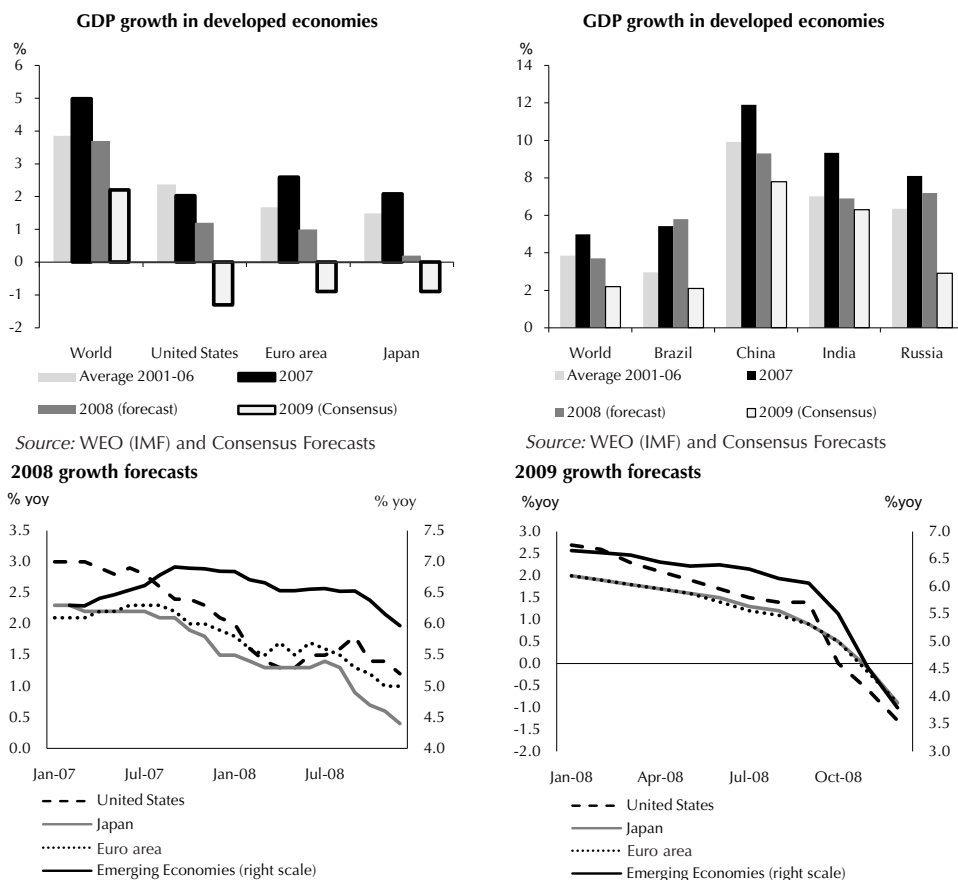 GDP growth in developed economies
%
6
5
4
3
2
1
0
-1
-2
World United States Euro area Japan
Average 2001-06 2007
2008 (forecast) 2009 (Consensus)
Source: WEO (IMF) and Consensus Forecasts
GDP growth in developed economies
%
14
12
10
8
6
4
2
0
World Brazil China India Russia
Average 2001-06 2007
2008 (forecast) 2009 (Consensus)
Source: WEO (IMF) and Consensus Forecasts
2008 growth forecasts
% yoy % yoy
3.5 7.5
3.0 7.0
2.5 6.5
2.0 6.0
1.5 5.5
1.0 5.0
0.5 4.5
0.0 4.0
Jan-07 Jul-07 Jan-08 Jul-08
United States
Japan
Euro area
Emerging Economies (right scale)
2009 growth forecasts
%yoy %yoy
3.0 7.0
2.5 6.5
2.0 6.0
1.5 5.5
1.0 5.0
0.5
0.0 4.5
-0.5 4.0
-1.0
-1.5 3.5
-2.0 3.0
Jan-08 Apr-08 Jul-08 Oct-08
United States
Japan
Euro area
Emerging Economies (right scale)